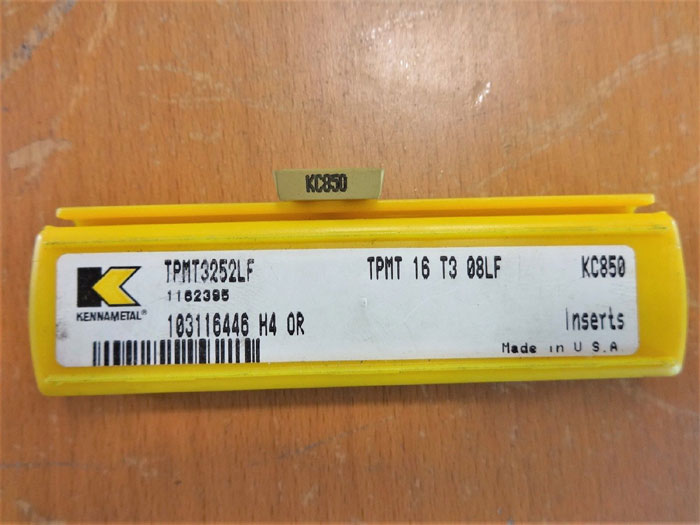 KC850
TPMT3252LF TPMT 16 T3 08LF KC850
1162395
KENNAMETAL®
103116446 H4 OR Inserts
Made in U S.A